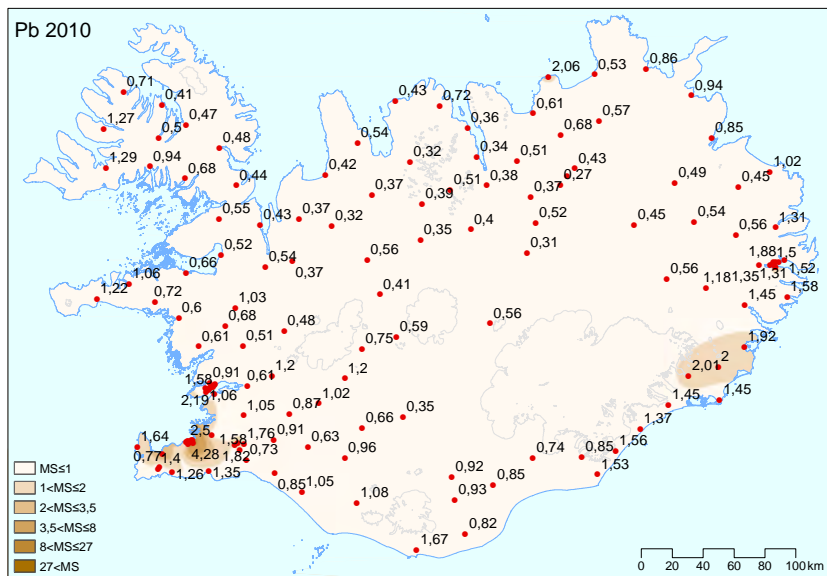 Pb 2010
2,06 0,53 0,86
0,71 0,41 0,43 0,72 0,94
1,27 0,5 0,47 0,54 0,36 0,61 0,68 0,57 0,85
1,29 0,94 0,68 0,48 0,42 0,32 0,34 0,51 0,43 1,02
0,44 0,37 0,51 0,38 0,37 0,27 0,49 0,45
0,55 0,43 0,37 0,32 0,39 0,4 0,52 0,45 0,54 0,56 1,31
0,52 0,35 0,31
0,66 0,54 0,37 0,56 1,88 1,5
1,06 0,56 1,18 1,35 1,31 1,52
1,22 0,72 0,41 1,45 1,58
0,6 1,03
0,68 0,48 0,59 0,56
0,61 0,51 0,75 1,92
1,58 0,91 0,61 1,2 1,2 2,01 2
2,19 1,06 1,02 1,45 1,45
1,05 0,87 0,35
1,64 2,5 1,58 1,76 0,91 0,66 1,37
0,77 1,4 4,28 1,82 0,73 0,63 0,96 0,74 0,85 1,56
1,26 1,35 0,92 0,85 1,53
0,85 1,05 1,08 0,93
0,82
1,67
MS≤1
1<MS≤2
2<MS≤3,5
3,5<MS≤8
8<MS≤27
27<MS
0 20 40 60 80 100 km